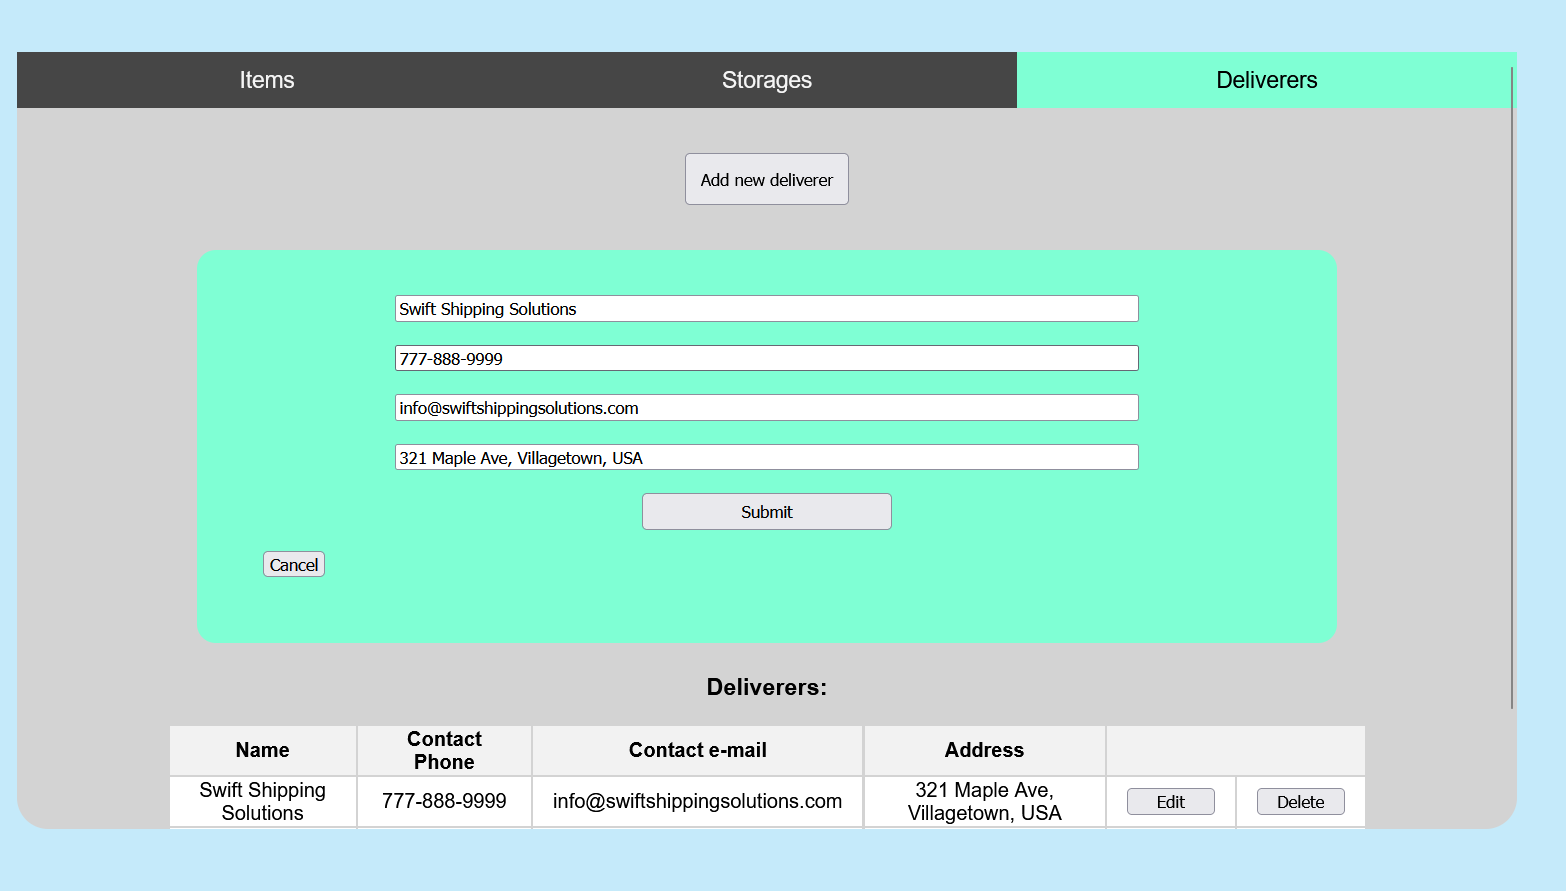 Items
Storages
Deliverers
Add new deliverer
Swift Shipping Solutions
777-888-9999
info@swiftshippingsolutions.com
321 Maple Ave, Villagetown, USA
Submit
Cancel
Deliverers:
Name
Contact
Phone
Contact e-mail
Address
Swift Shipping
Solutions
777-888-9999
info@swiftshippingsolutions.com
321 Maple Ave,
Villagetown, USA
Edit
Delete